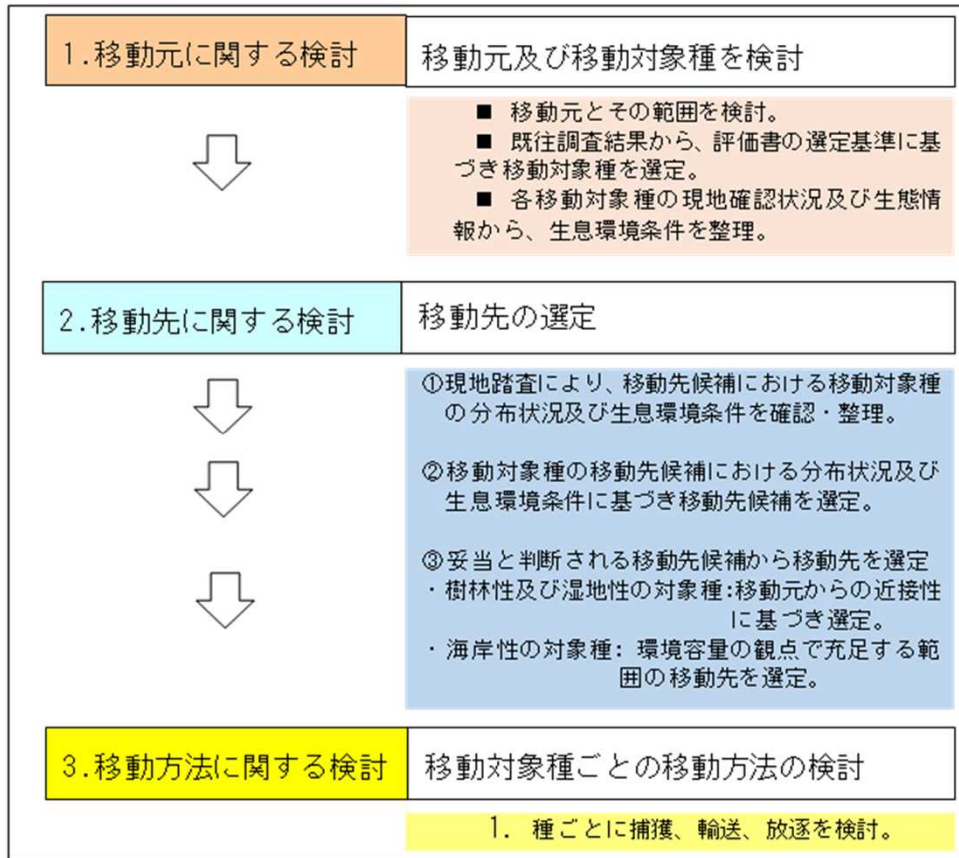 1.移動元に関する検討
移動元及び移動対象種を検討
■ 移動元とその範囲を検討。
■ 既往調査結果から、評価書の選定基準に基
づき移動対象種を選定。
■ 各移動対象種の現地確認状況及び生態情
報から、生息環境条件を整理。
2.移動先に関する検討
移動先の選定
①現地踏査により、移動先候補における移動対象種
の分布状況及び生息環境条件を確認・整理。
②移動対象種の移動先候補における分布状況及び
生息環境条件に基づき移動先候補を選定。
③妥当と判断される移動先候補から移動先を選定
・樹林性及び湿地性の対象種:移動元からの近接性
に基づき選定。
・海岸性の対象種: 環境容量の観点で充足する範
囲の移動先を選定。
3.移動方法に関する検討
移動対象種ごとの移動方法の検討
1. 種ごとに捕獲、輸送、放逐を検討。